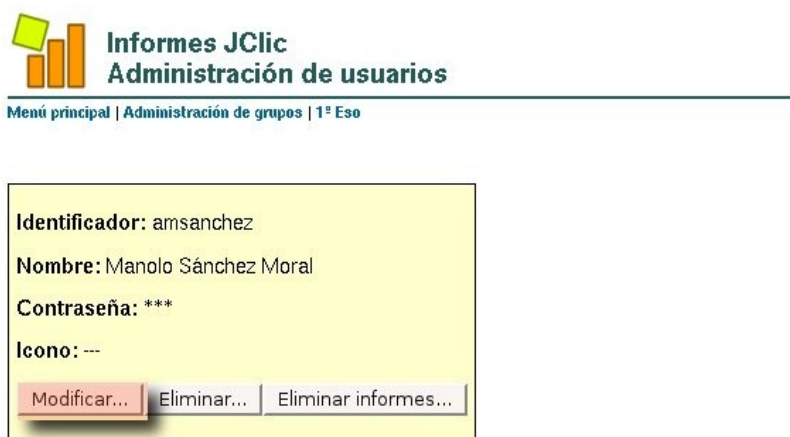 Informes JClic
Administración de usuarios
Menú principal | Administración de grupos | 1º Eso
Identificador: amsanchez
Nombre: Manolo Sánchez Moral
Contraseña: ***
Icono: ---
Modificar... Eliminar... Eliminar informes...